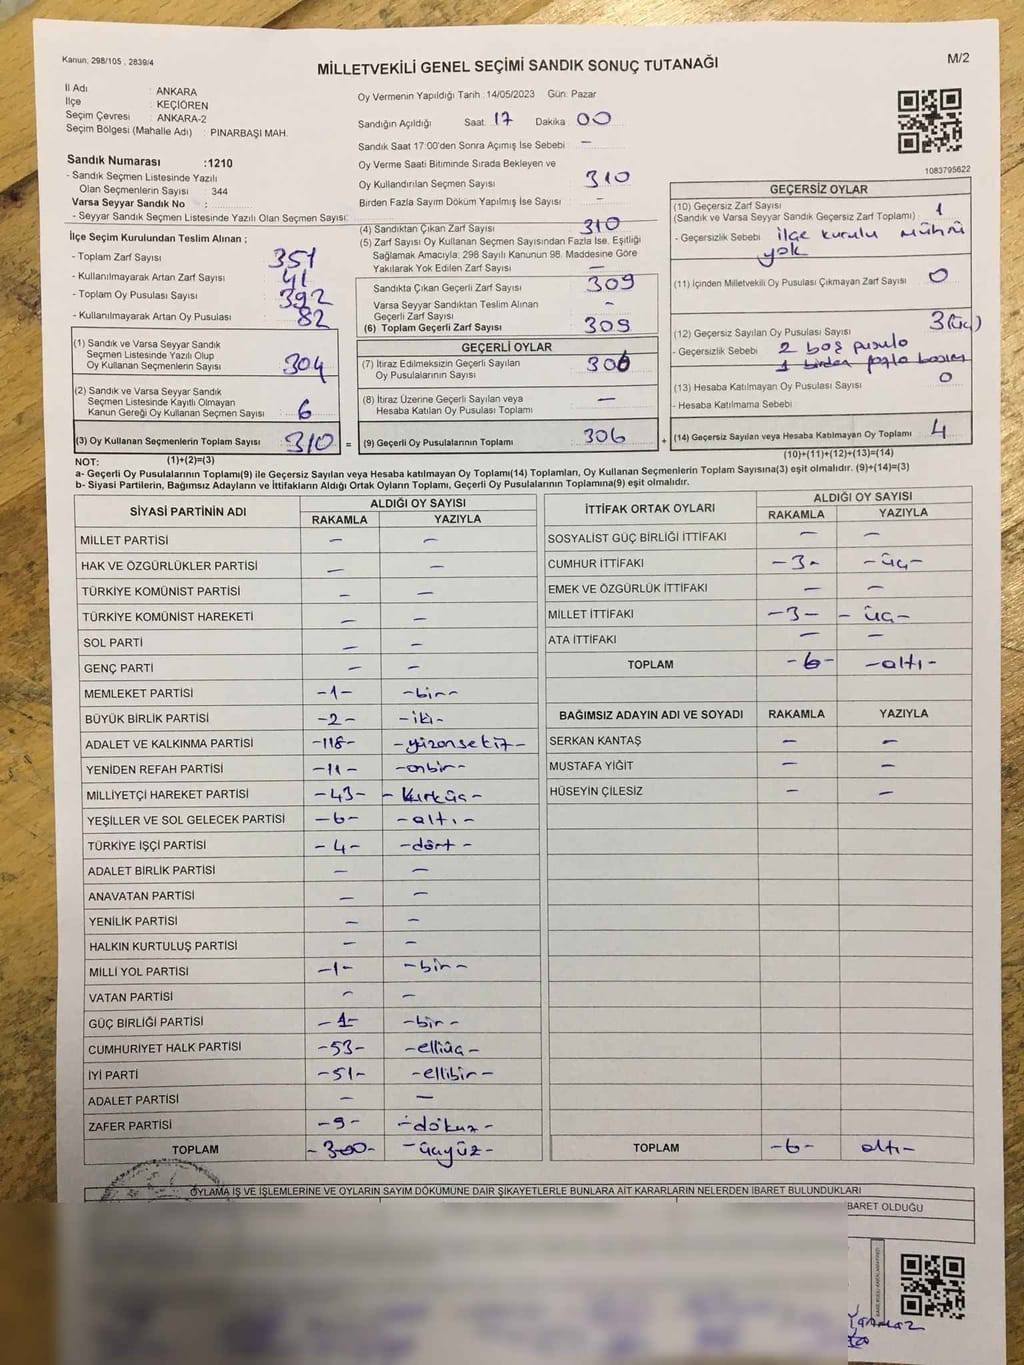 Kanun: 298/105 , 2839/4
MİLLETVEKİLİ GENEL SEÇİMİ SANDIK SONUÇ TUTANAĞI
M/2
İl Adı : ANKARA
İlçe : KEÇİÖREN
Seçim Çevresi : ANKARA-2
Seçim Bölgesi (Mahalle Adı) : PINARBAŞI MAH.
Sandık Numarası :1210
- Sandık Seçmen Listesinde Yazılı
Olan Seçmenlerin Sayısı : 344
Varsa Seyyar Sandık No :
- Seyyar Sandık Seçmen Listesinde Yazılı Olan Seçmen Sayısı:
Oy Vermenin Yapıldığı Tarih :14/05/2023 Gün: Pazar
Sandığın Açıldığı Saat 17 Dakika 00
Sandık Saat 17:00'den Sonra Açımış İse Sebebi –
Oy Verme Saati Bitiminde Sırada Bekleyen ve
Oy Kullandırılan Seçmen Sayısı 310
Birden Fazla Sayım Döküm Yapılmış İse Sayısı –
1083795622
İlçe Seçim Kurulundan Teslim Alınan ;
- Toplam Zarf Sayısı 351
- Kullanılmayarak Artan Zarf Sayısı 41
- Toplam Oy Pusulası Sayısı 392
- Kullanılmayarak Artan Oy Pusulası 82
(1) Sandık ve Varsa Seyyar Sandık
Seçmen Listesinde Yazılı Olup
Oy Kullanan Seçmenlerin Sayısı 304
(2) Sandık ve Varsa Seyyar Sandık
Seçmen Listesinde Kayıtlı Olmayan
Kanun Gereği Oy Kullanan Seçmen Sayısı 6
(3) Oy Kullanan Seçmenlerin Toplam Sayısı 310 =
(1)+(2)=(3)
(4) Sandıktan Çıkan Zarf Sayısı 310
(5) Zarf Sayısı Oy Kullanan Seçmen Sayısından Fazla İse, Eşitliği
Sağlamak Amacıyla; 298 Sayılı Kanunun 98. Maddesine Göre
Yakılarak Yok Edilen Zarf Sayısı –
Sandıkta Çıkan Geçerli Zarf Sayısı 309
Varsa Seyyar Sandıktan Teslim Alınan
Geçerli Zarf Sayısı –
(6) Toplam Geçerli Zarf Sayısı 309
GEÇERLİ OYLAR
(7) İtiraz Edilmeksizin Geçerli Sayılan
Oy Pusulalarının Sayısı 306
(8) İtiraz Üzerine Geçerli Sayılan veya
Hesaba Katılan Oy Pusulası Toplamı –
(9) Geçerli Oy Pusulalarının Toplamı 306 +
GEÇERSİZ OYLAR
(10) Geçersiz Zarf Sayısı
(Sandık ve Varsa Seyyar Sandık Geçersiz Zarf Toplamı) : 1
- Geçersizlik Sebebi ilçe kurulu mührü
yok
(11) İçinden Milletvekili Oy Pusulası Çıkmayan Zarf Sayısı 0
(12) Geçersiz Sayılan Oy Pusulası Sayısı 3(üç)
- Geçersizlik Sebebi 2 boş pusula
1 birden fazla basım
(13) Hesaba Katılmayan Oy Pusulası Sayısı 0
- Hesaba Katılmama Sebebi
(14) Geçersiz Sayılan veya Hesaba Katılmayan Oy Toplamı 4
(10)+(11)+(12)+(13)=(14)
NOT:
a- Geçerli Oy Pusulalarının Toplamı(9) ile Geçersiz Sayılan veya Hesaba katılmayan Oy Toplamı(14) Toplamları, Oy Kullanan Seçmenlerin Toplam Sayısına(3) eşit olmalıdır. (9)+(14)=(3)
b- Siyasi Partilerin, Bağımsız Adayların ve İttifakların Aldığı Ortak Oyların Toplamı, Geçerli Oy Pusulalarının Toplamına(9) eşit olmalıdır.
SİYASİ PARTİNİN ADI ALDIĞI OY SAYISI
RAKAMLA YAZIYLA
MİLLET PARTİSİ – –
HAK VE ÖZGÜRLÜKLER PARTİSİ – –
TÜRKİYE KOMÜNİST PARTİSİ – –
TÜRKİYE KOMÜNİST HAREKETİ – –
SOL PARTİ – –
GENÇ PARTİ – –
MEMLEKET PARTİSİ -1- -bir-
BÜYÜK BİRLİK PARTİSİ -2- -iki-
ADALET VE KALKINMA PARTİSİ -118- -yüzonsekiz-
YENİDEN REFAH PARTİSİ -11- -onbir-
MİLLİYETÇİ HAREKET PARTİSİ -43- -kırküç-
YEŞİLLER VE SOL GELECEK PARTİSİ -6- -altı-
TÜRKİYE İŞÇİ PARTİSİ -4- -dört-
ADALET BİRLİK PARTİSİ – –
ANAVATAN PARTİSİ – –
YENİLİK PARTİSİ – –
HALKIN KURTULUŞ PARTİSİ – –
MİLLİ YOL PARTİSİ -1- -bir-
VATAN PARTİSİ – –
GÜÇ BİRLİĞİ PARTİSİ -1- -bir-
CUMHURİYET HALK PARTİSİ -53- -elliüç-
İYİ PARTİ -51- -ellibir-
ADALET PARTİSİ – –
ZAFER PARTİSİ -9- -dokuz-
TOPLAM -300- -üçyüz-
İTTİFAK ORTAK OYLARI ALDIĞI OY SAYISI
RAKAMLA YAZIYLA
SOSYALİST GÜÇ BİRLİĞİ İTTİFAKI – –
CUMHUR İTTİFAKI -3- -üç-
EMEK VE ÖZGÜRLÜK İTTİFAKI –
MİLLET İTTİFAKI -3- -üç-
ATA İTTİFAKI – –
TOPLAM -6- -altı-
BAĞIMSIZ ADAYIN ADI VE SOYADI RAKAMLA YAZIYLA
SERKAN KANTAŞ – –
MUSTAFA YİĞİT – –
HÜSEYİN ÇİLESİZ – –
TOPLAM -6- altı-
OYLAMA İŞ VE İŞLEMLERİNE VE OYLARIN SAYIM DÖKÜMÜNE DAİR ŞİKAYETLERLE BUNLARA AİT KARARLARIN NELERDEN İBARET BULUNDUKLARI
BARET OLDUĞU